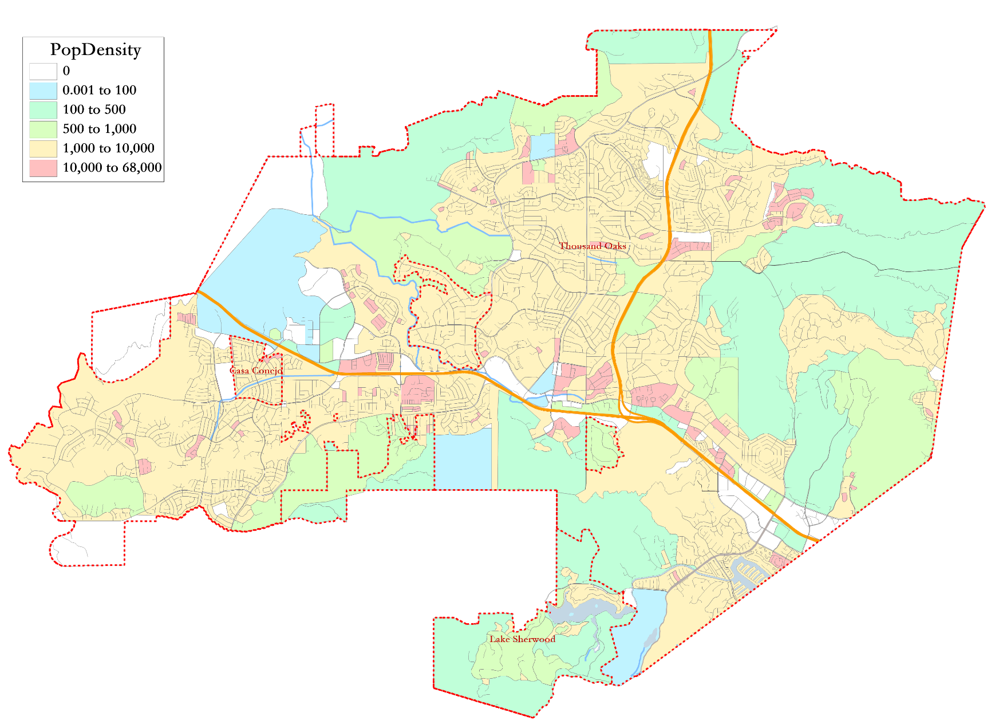 PopDensity
0
0.001 to 100
100 to 500
500 to 1,000
1,000 to 10,000
10,000 to 68,000
Thousand Oaks
Casa Conejo
Lake Sherwood